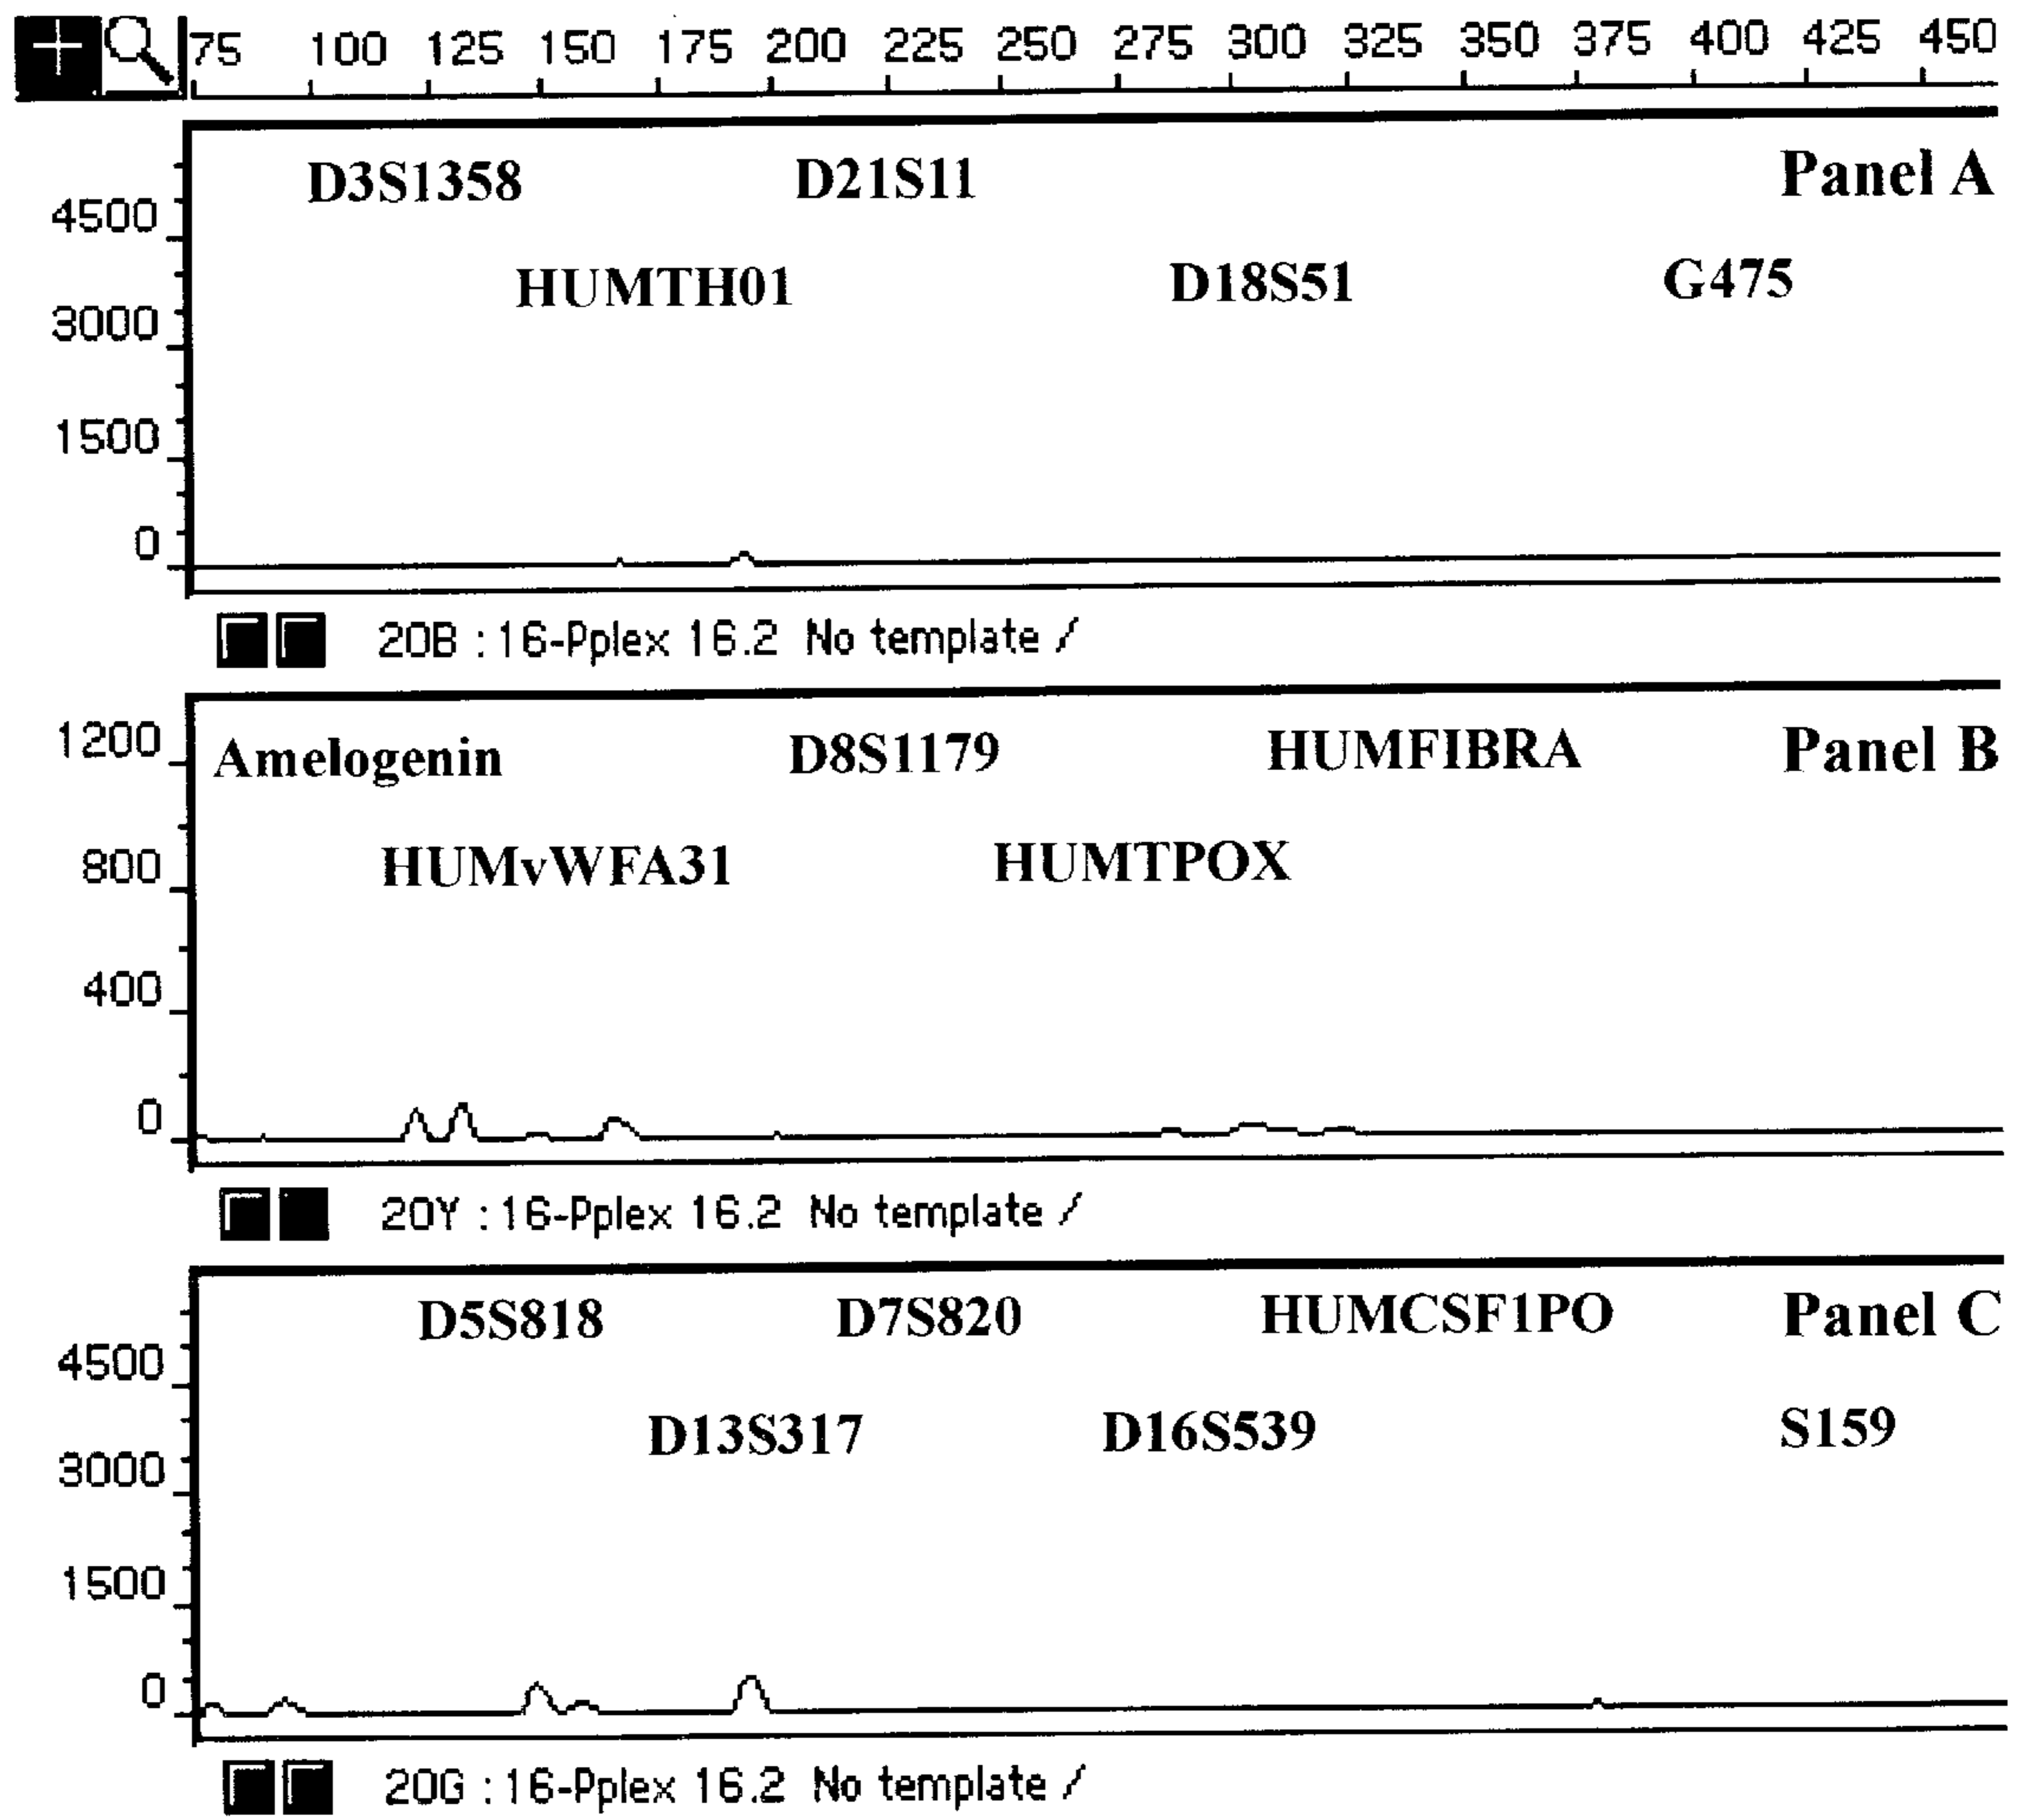 75 100 125 150 175 200 225 250 275 300 325 350 375 400 425 450
D3S1358 D21S11 Panel A
4500
HUMTH01 D18S51 G475
3000
1500
0
20B :16-Pplex 16.2 No template /
1200
Amelogenin D8S1179 HUMFIBRA Panel B
800
HUMvWFA31 HUMTPOX
400
0
20Y :16-Pplex 16.2 No template /
D5S818 D7S820 HUMCSF1PO Panel C
4500
D13S317 D16S539 S159
3000
1500
0
20G :16-Pplex 16.2 No template /